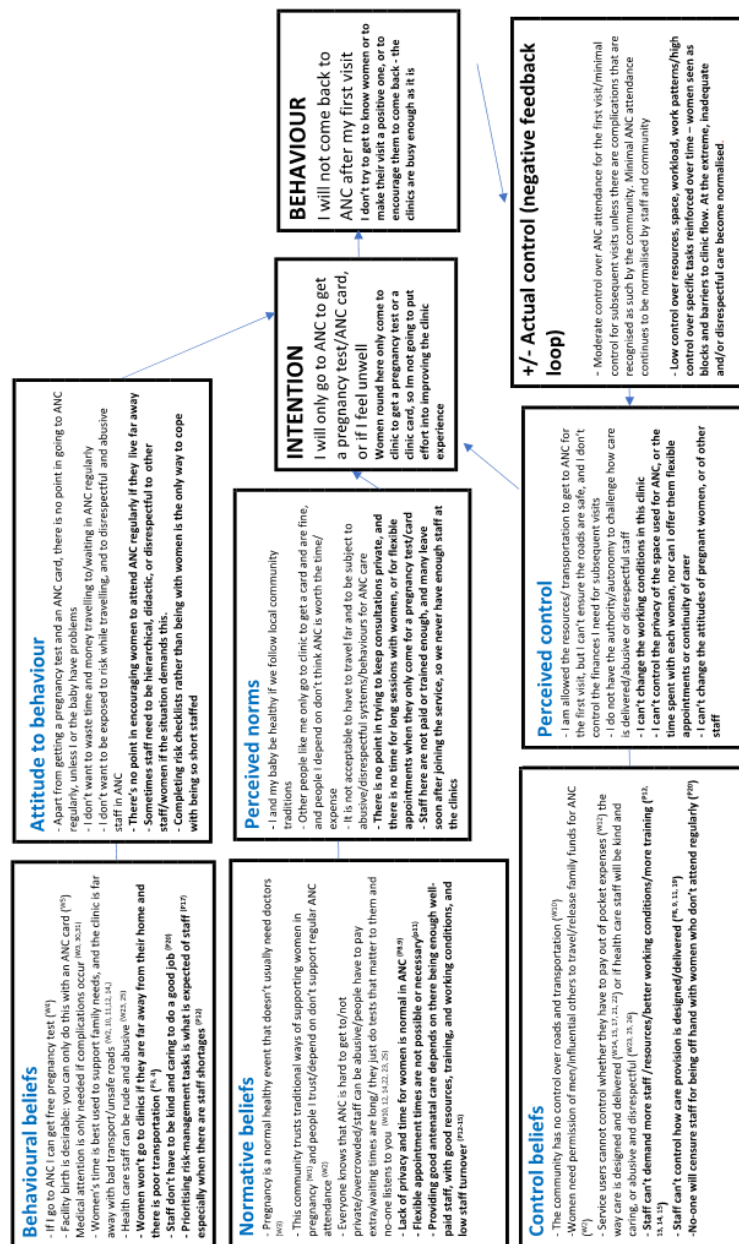 Behavioural beliefs
- If I go to ANC I can get free pregnancy test (W4)
- Facility birth is desirable: you can only do this with an ANC card (W5)
Medical attention is only needed if complications occur (W3, 30,31)
- Women's time is best used to support family needs, and the clinic is far
away with bad transport/unsafe roads (W2, 10, 11,12, 14,)
- Health care staff can be rude and abusive (W23, 25)
- Women won't go to clinics if they are far away from their home and
there is poor transportation (P3, 4)
- Staff don't have to be kind and caring to do a good job (P20)
- Prioritising risk-management tasks is what is expected of staff (P17)
especially when there are staff shortages (P12)
Attitude to behaviour
- Apart from getting a pregnancy test and an ANC card, there is no point in going to ANC
regularly, unless I or the baby have problems
- I don't want to waste time and money travelling to/waiting in ANC regularly
- I don't want to be exposed to risk while travelling, and to disrespectful and abusive
staff in ANC
- There's no point in encouraging women to attend ANC regularly if they live far away
- Sometimes staff need to be hierarchical, didactic, or disrespectful to other
staff/women if the situation demands this.
- Completing risk checklists rather than being with women is the only way to cope
with being so short staffed
Normative beliefs
- Pregnancy is a normal healthy event that doesn't usually need doctors
(W3)
- This community trusts traditional ways of supporting women in
pregnancy (W1) and people I trust/depend on don't support regular ANC
attendance (W2)
- Everyone knows that ANC is hard to get to/not
private/overcrowded/staff can be abusive/people have to pay
extra/waiting times are long/ they just do tests that matter to them and
no-one listens to you (W10, 12, 14,22, 23, 25)
- Lack of privacy and time for women is normal in ANC (P8,9)
- Flexible appointment times are not possible or necessary(p11)
- Providing good antenatal care depends on there being enough well-
paid staff, with good resources, training, and working conditions, and
low staff turnover (P12-15)
Perceived norms
- I and my baby be healthy if we follow local community
traditions
- Other people like me only go to clinic to get a card and are fine,
and people I depend on don't think ANC is worth the time/
expense
- It is not acceptable to have to travel far and to be subject to
abusive/disrespectful systems/behaviours for ANC care
- There is no point in trying to keep consultations private, and
there is no time for long sessions with women, or for flexible
appointments when they only come for a pregnancy test/card
- Staff here are not paid or trained enough, and many leave
soon after joining the service, so we never have enough staff at
the clinics
INTENTION
I will only go to ANC to get
a pregnancy test/ANC card,
or if I feel unwell
Women round here only come to
clinic to get a pregnancy test or a
clinic card, so Im not going to put
effort into improving the clinic
experience
BEHAVIOUR
I will not come back to
ANC after my first visit
I don't try to get to know women or to
make their visit a positive one, or to
encourage them to come back - the
clinics are busy enough as it is
Control beliefs
- The community has no control over roads and transportation (W10)
-Women need permission of men/influential others to travel/release family funds for ANC
(W2)
- Service users cannot control whether they have to pay out of pocket expenses (W12) the
way care is designed and delivered (W14, 15, 17, 21, 22) or if health care staff will be kind and
caring, or abusive and disrespectful (W23, 25, 26)
- Staff can't demand more staff /resources/better working conditions/more training (P12,
13, 14, 15)
- Staff can't control how care provision is designed/delivered (P8, 9, 11, 19)
-No-one will censure staff for being off hand with women who don't attend regularly (P20)
Perceived control
- I am allowed the resources/ transportation to get to ANC for
the first visit, but I can't ensure the roads are safe, and I don't
control the finances I need for subsequent visits
- I do not have the authority/autonomy to challenge how care
is delivered/abusive or disrespectful staff
- I can't change the working conditions in this clinic
- I can't control the privacy of the space used for ANC, or the
time spent with each woman, nor can I offer them flexible
appointments or continuity of carer
- I can't change the attitudes of pregnant women, or of other
staff
+/- Actual control (negative feedback
loop)
- Moderate control over ANC attendance for the first visit/minimal
control for subsequent visits unless there are complications that are
recognised as such by the community. Minimal ANC attendance
continues to be normalised by staff and community
- Low control over resources, space, workload, work patterns/high
control over specific tasks reinforced over time – women seen as
blocks and barriers to clinic flow. At the extreme, inadequate
and/or disrespectful care become normalised.